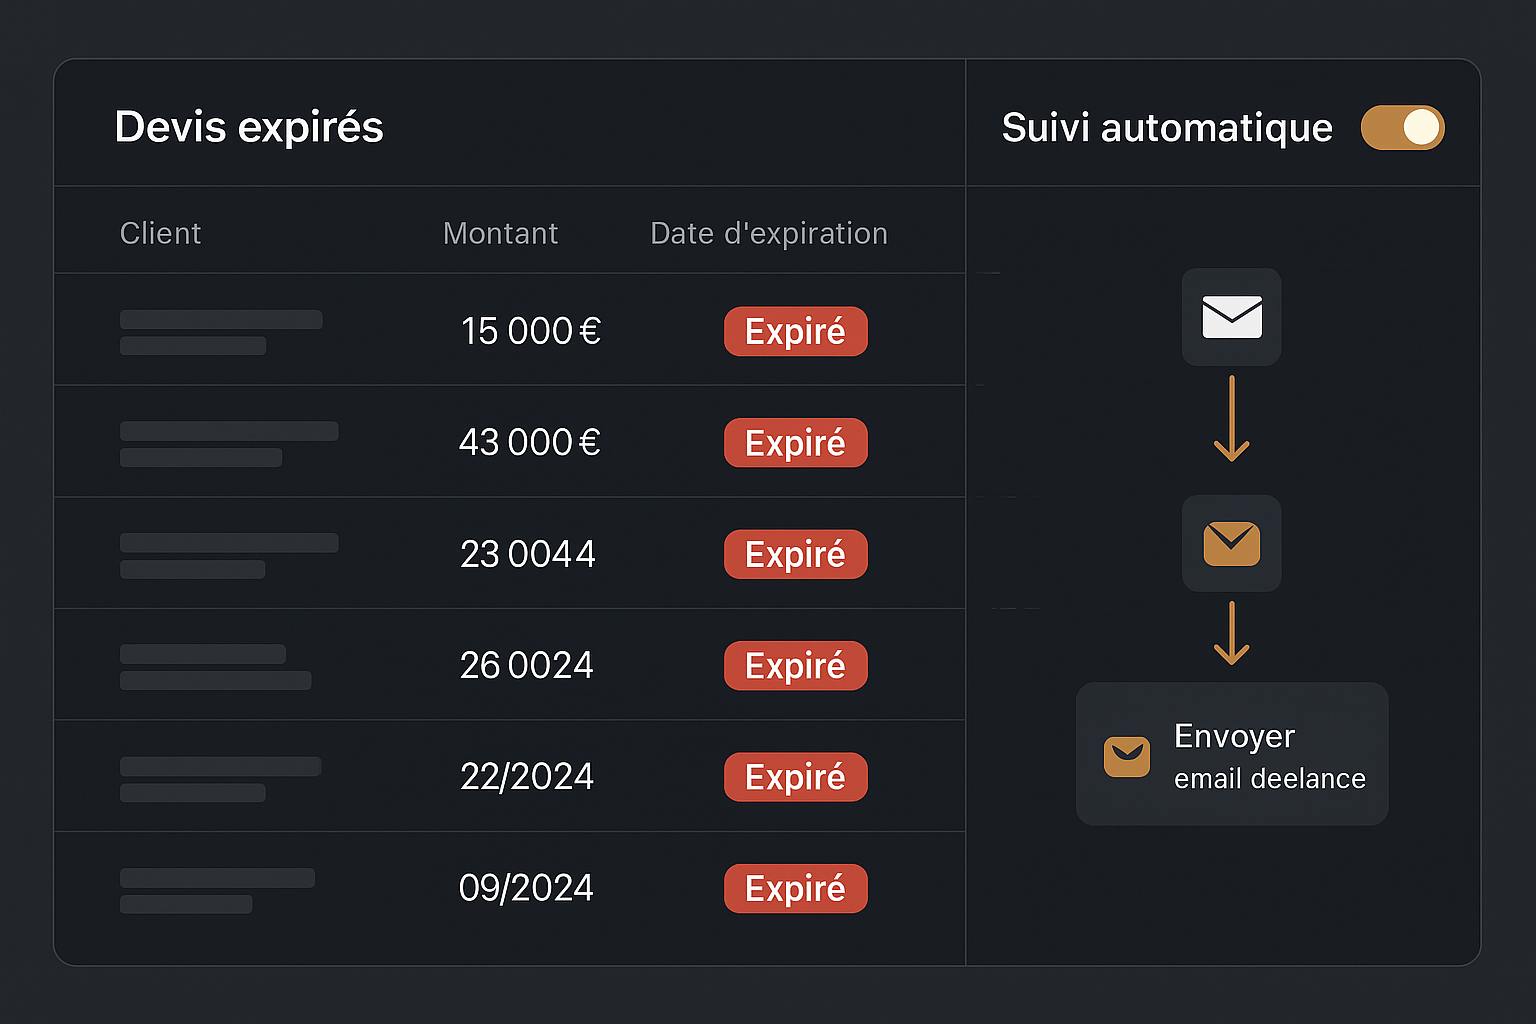 Devis expirés
Suivi automatique
Client Montant Date d'expiration
15 000 € Expiré
43 000 € Expiré
23 0044 Expiré
26 0024 Expiré
22/2024 Expiré
09/2024 Expiré
Envoyer
email deelance